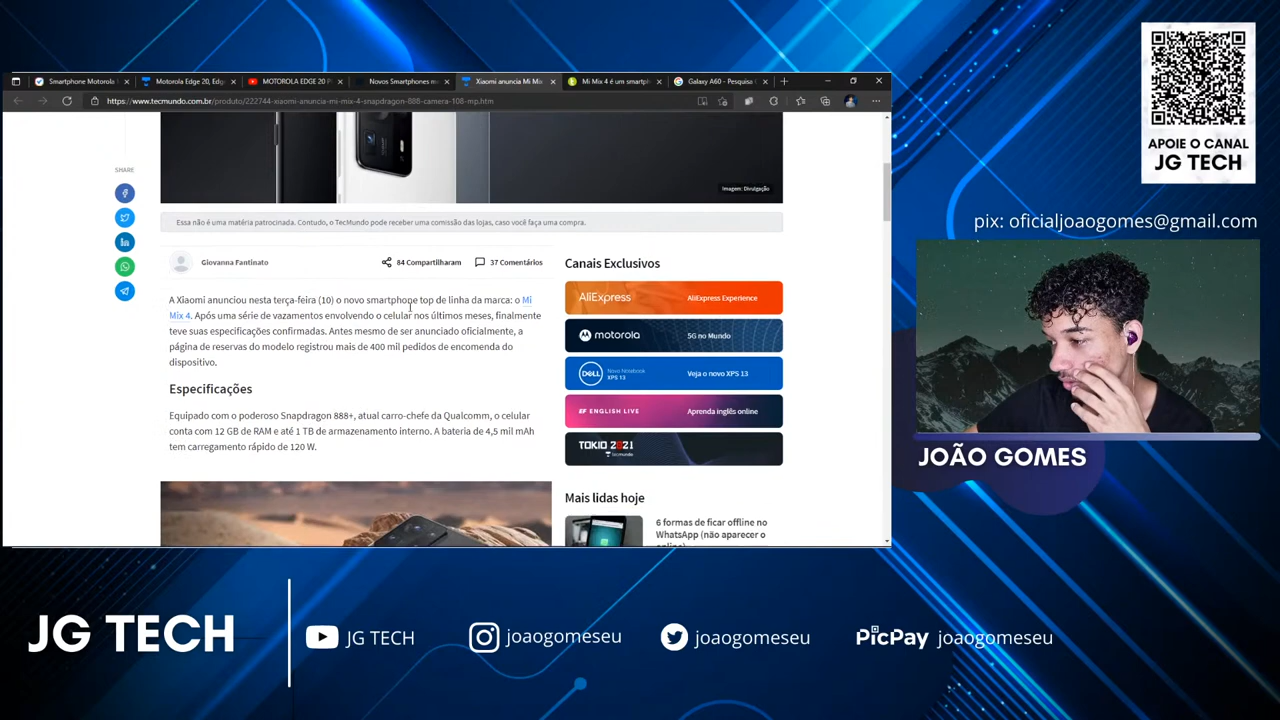 Smartphone Motorola
Motorola Edge 20, Edg
MOTOROLA EDGE 20 P
Novos Smartphones m
Xiaomi anuncia Mi Mix
Mi Mix 4 é um smartph
Galaxy A60 - Pesquisa
https://www.tecmundo.com.br/produto/222744-xiaomi-anuncia-mi-mix-4-snapdragon-888-camera-108-mp.htm
SHARE
Imagem: Divulgação
Essa não é uma matéria patrocinada. Contudo, o TecMundo pode receber uma comissão das lojas, caso você faça uma compra.
Giovanna Fantinato
84 Compartilharam
37 Comentários
A Xiaomi anunciou nesta terça-feira (10) o novo smartphone top de linha da marca: o Mi
Mix 4. Após uma série de vazamentos envolvendo o celular nos últimos meses, finalmente
teve suas especificações confirmadas. Antes mesmo de ser anunciado oficialmente, a
página de reservas do modelo registrou mais de 400 mil pedidos de encomenda do
dispositivo.
Especificações
Equipado com o poderoso Snapdragon 888+, atual carro-chefe da Qualcomm, o celular
conta com 12 GB de RAM e até 1 TB de armazenamento interno. A bateria de 4,5 mil mAh
tem carregamento rápido de 120 W.
Canais Exclusivos
AliExpress
AliExpress Experience
motorola
5G no Mundo
DELL
Novo Notebook
XPS 13
Veja o novo XPS 13
EF ENGLISH LIVE
Aprenda inglês online
TOKIO 2021
tecmundo
Mais lidas hoje
6 formas de ficar offline no
WhatsApp (não aparecer o
online)
APOIE O CANAL
JG TECH
pix: oficialjoaogomes@gmail.com
JOÃO GOMES
JG TECH
JG TECH
joaogomeseu
joaogomeseu
PicPay
joaogomeseu